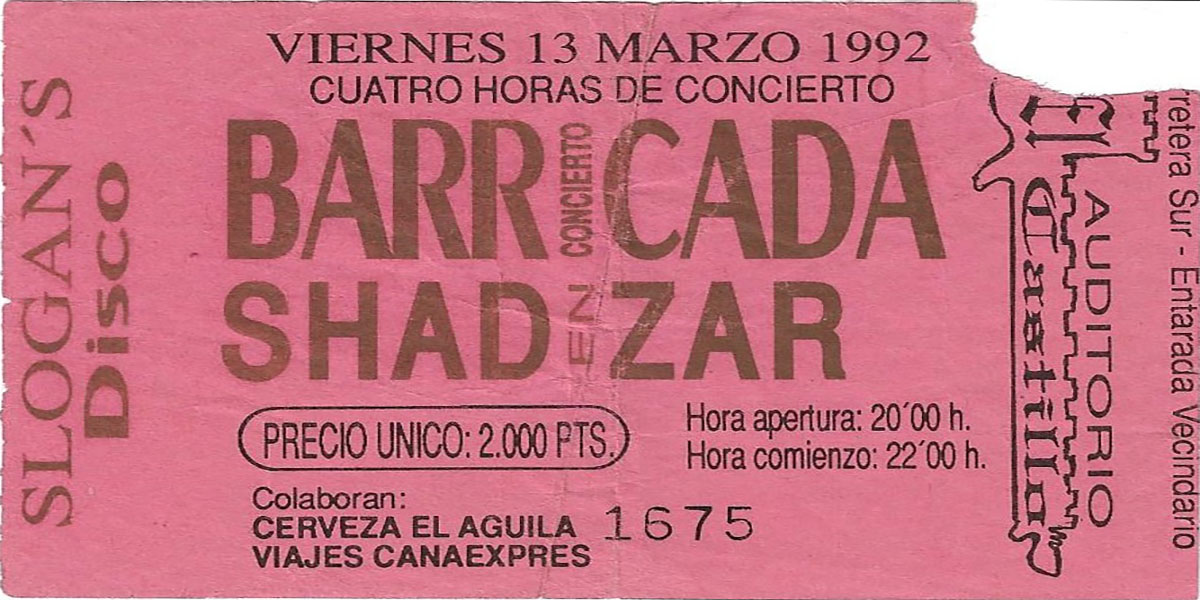 VIERNES 13 MARZO 1992
CUATRO HORAS DE CONCIERTO
BARR CADA
SHAD ZAR
EN CONCIERTO
PRECIO UNICO: 2.000 PTS.
Hora apertura: 20´00 h.
Hora comienzo: 22´00 h.
Colaboran:
CERVEZA EL AGUILA
VIAJES CANAEXPRES
1675
SLOGAN´S
Disco
AUDITORIO
El Castillo
retera Sur - Entarada Vecindario